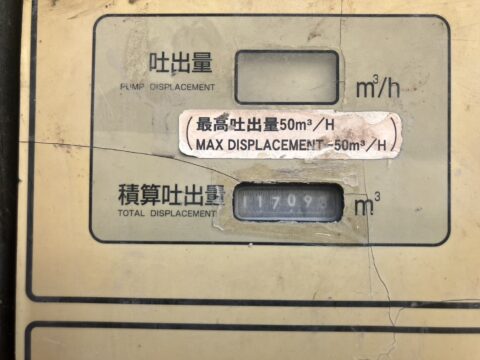 吐出量
PUMP DISPLACEMENT
m³/h
(最高吐出量50m³/H
MAX DISPLACEMENT-50m³/H)
積算吐出量
TOTAL DISPLACEMENT
m³